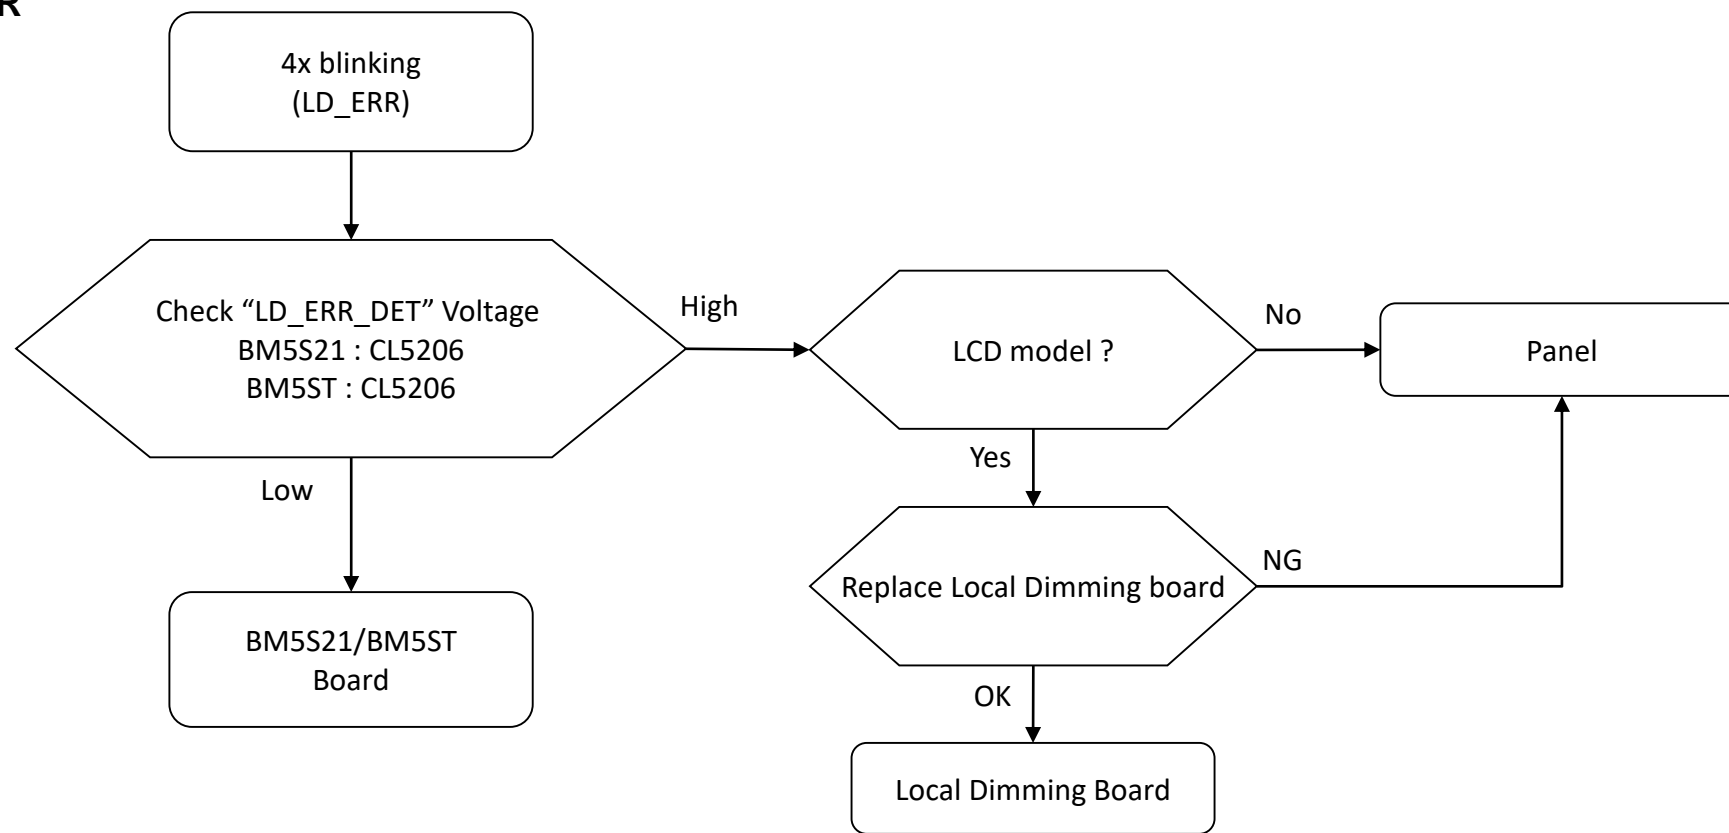 R
4x blinking
(LD_ERR)
Check “LD_ERR_DET” Voltage
BM5S21 : CL5206
BM5ST : CL5206
High
LCD model ?
No
Panel
Yes
Low
Replace Local Dimming board
NG
BM5S21/BM5ST
Board
OK
Local Dimming Board